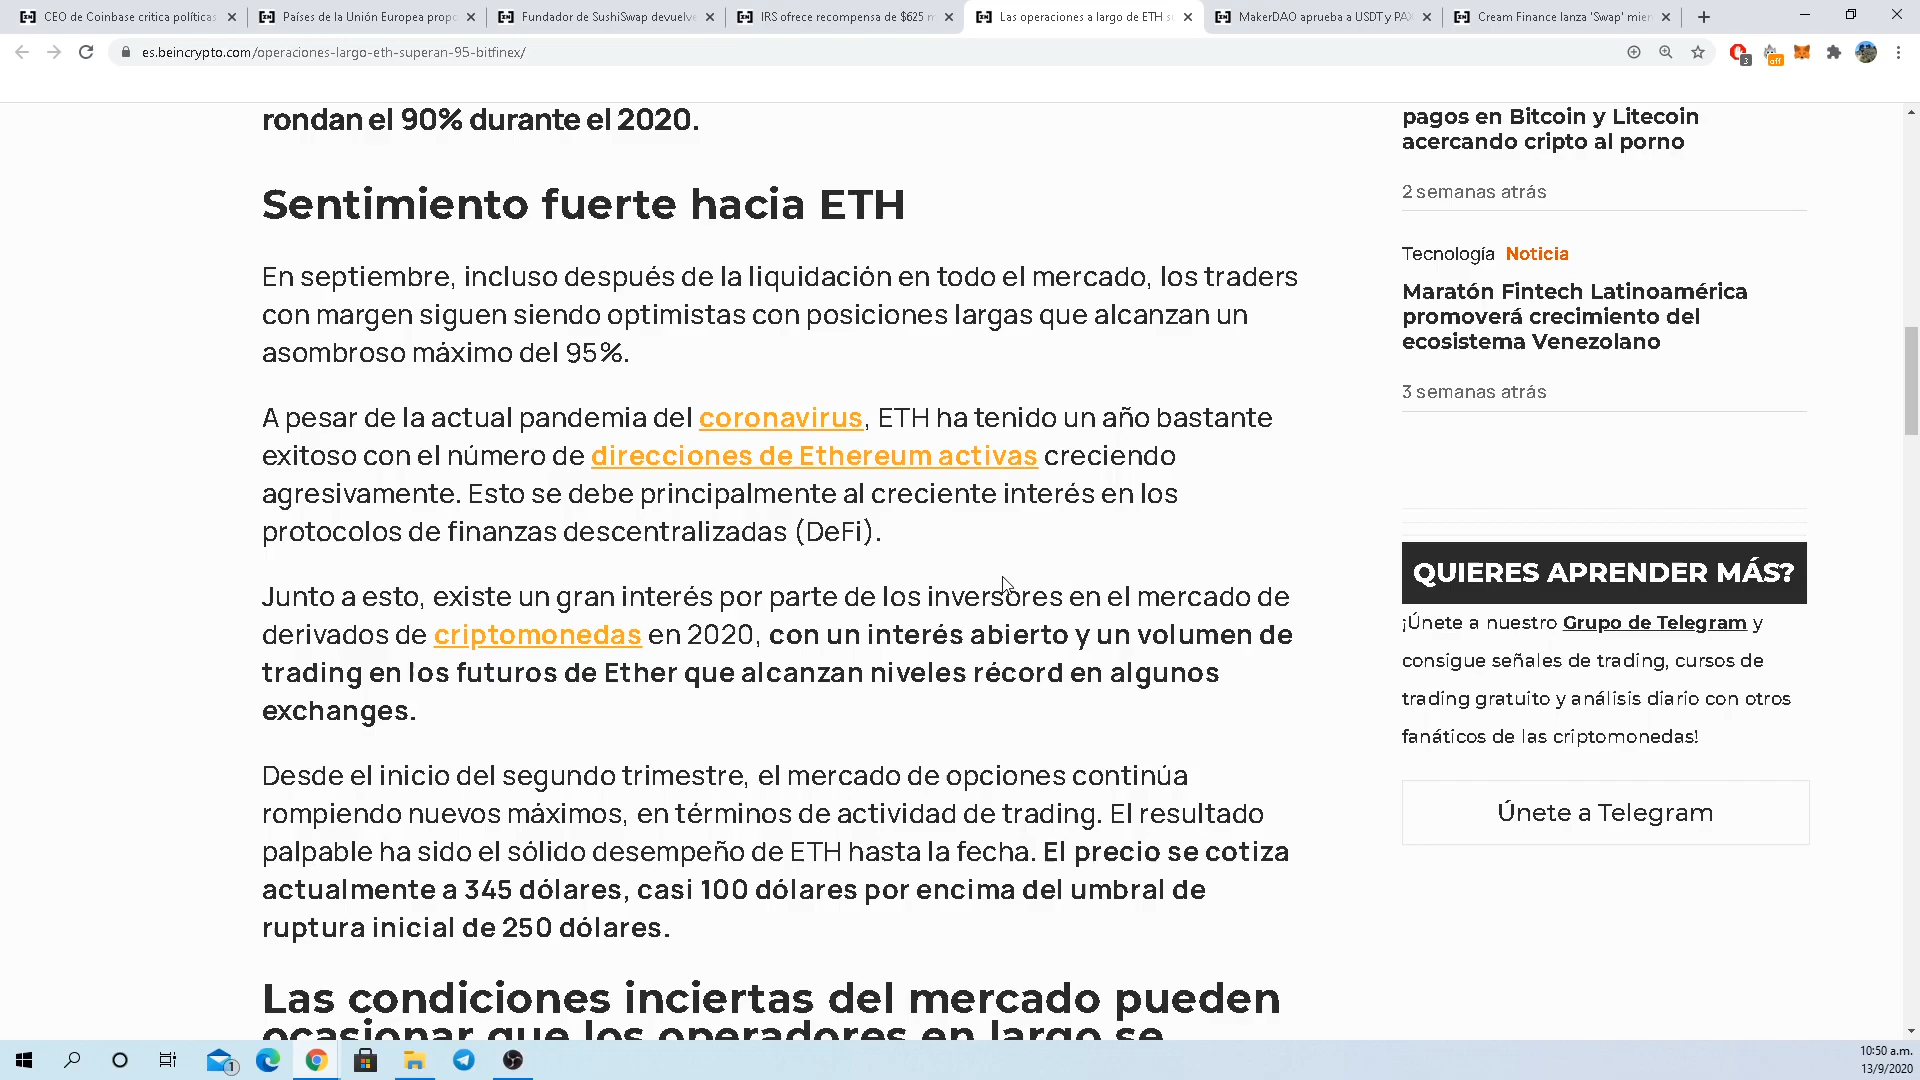 CEO de Coinbase critica políticas
Países de la Unión Europea propo
Fundador de SushiSwap devuelve
IRS ofrece recompensa de $625 m
Las operaciones a largo de ETH su
MakerDAO aprueba a USDT y PAX
Cream Finance lanza 'Swap' mien
es.beincrypto.com/operaciones-largo-eth-superan-95-bitfinex/
3
off
rondan el 90% durante el 2020.
Sentimiento fuerte hacia ETH
En septiembre, incluso después de la liquidación en todo el mercado, los traders
con margen siguen siendo optimistas con posiciones largas que alcanzan un
asombroso máximo del 95%.
A pesar de la actual pandemia del coronavirus, ETH ha tenido un año bastante
exitoso con el número de direcciones de Ethereum activas creciendo
agresivamente. Esto se debe principalmente al creciente interés en los
protocolos de finanzas descentralizadas (DeFi).
Junto a esto, existe un gran interés por parte de los inversores en el mercado de
derivados de criptomonedas en 2020, con un interés abierto y un volumen de
trading en los futuros de Ether que alcanzan niveles récord en algunos
exchanges.
Desde el inicio del segundo trimestre, el mercado de opciones continúa
rompiendo nuevos máximos, en términos de actividad de trading. El resultado
palpable ha sido el sólido desempeño de ETH hasta la fecha. El precio se cotiza
actualmente a 345 dólares, casi 100 dólares por encima del umbral de
ruptura inicial de 250 dólares.
Las condiciones inciertas del mercado pueden
ocasionar que los operadores en largo se
pagos en Bitcoin y Litecoin
acercando cripto al porno
2 semanas atrás
Tecnología Noticia
Maratón Fintech Latinoamérica
promoverá crecimiento del
ecosistema Venezolano
3 semanas atrás
QUIERES APRENDER MÁS?
¡Únete a nuestro Grupo de Telegram y
consigue señales de trading, cursos de
trading gratuito y análisis diario con otros
fanáticos de las criptomonedas!
Únete a Telegram
1
10:50 a.m.
13/9/2020